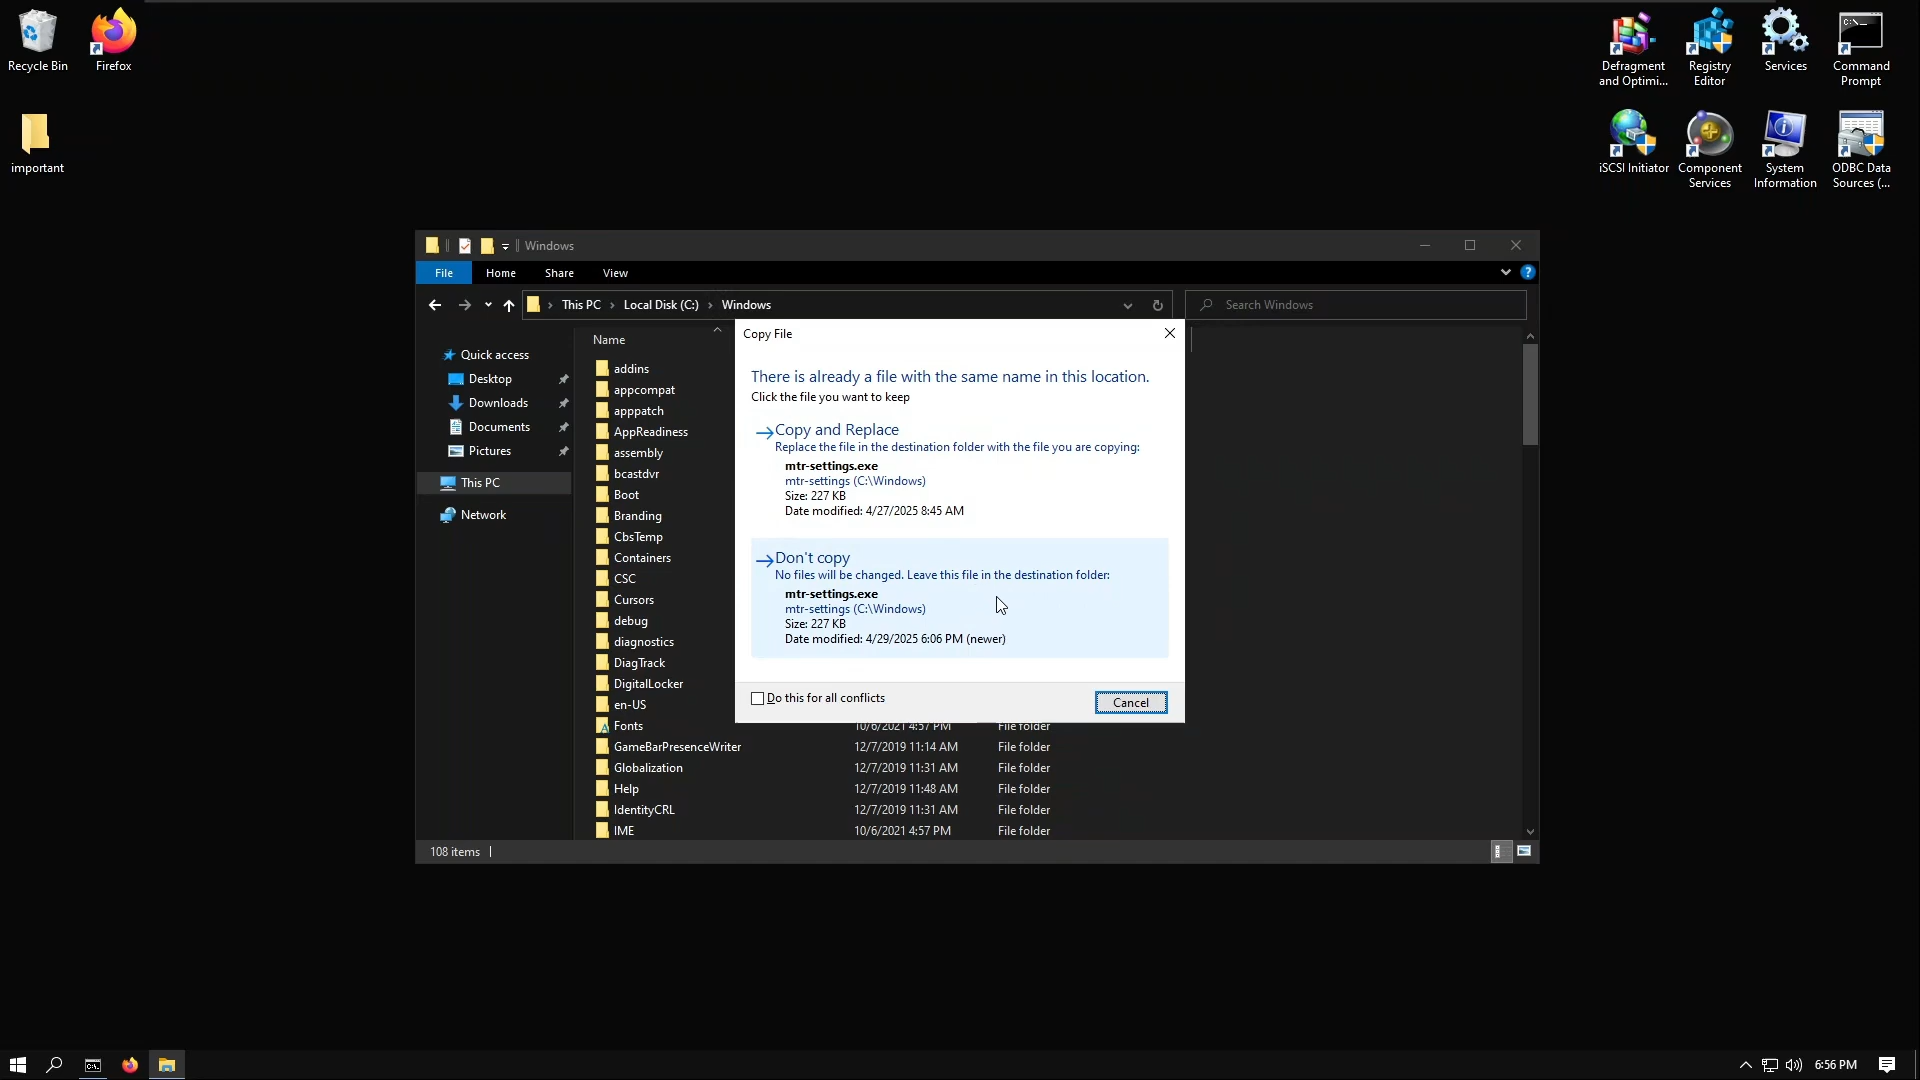 Recycle Bin
Firefox
important
Defragment
and Optimi...
Registry
Editor
Services
Command
Prompt
iSCSI Initiator
Component
Services
System
Information
ODBC Data
Sources (...
Windows
File
Home
Share
View
This PC
Local Disk (C:)
Windows
Search Windows
Quick access
Desktop
Downloads
Documents
Pictures
This PC
Network
Name
addins
appcompat
apppatch
AppReadiness
assembly
bcastdvr
Boot
Branding
CbsTemp
Containers
CSC
Cursors
debug
diagnostics
DiagTrack
DigitalLocker
en-US
Fonts 10/6/2021 4:57 PM File folder
GameBarPresenceWriter 12/7/2019 11:14 AM File folder
Globalization 12/7/2019 11:31 AM File folder
Help 12/7/2019 11:48 AM File folder
IdentityCRL 12/7/2019 11:31 AM File folder
IME 10/6/2021 4:57 PM File folder
108 items
Copy File
There is already a file with the same name in this location.
Click the file you want to keep
Copy and Replace
Replace the file in the destination folder with the file you are copying:
mtr-settings.exe
mtr-settings (C:\Windows)
Size: 227 KB
Date modified: 4/27/2025 8:45 AM
Don't copy
No files will be changed. Leave this file in the destination folder:
mtr-settings.exe
mtr-settings (C:\Windows)
Size: 227 KB
Date modified: 4/29/2025 6:06 PM (newer)
Do this for all conflicts
Cancel
6:56 PM